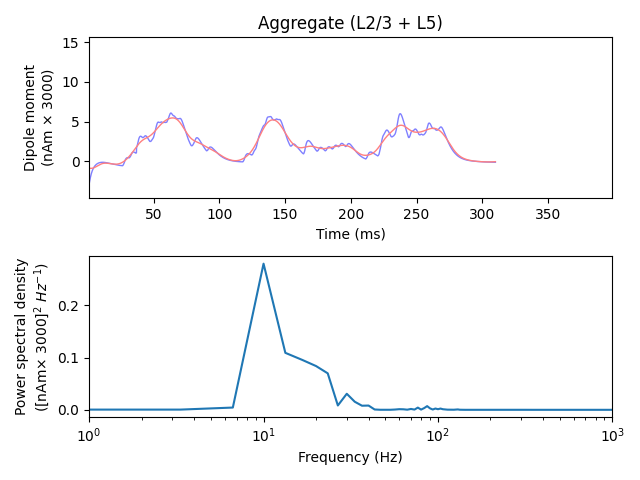 Aggregate (L2/3 + L5)
Dipole moment
(nAm × 3000)
15
10
5
0
50 100 150 200 250 300 350
Time (ms)
Power spectral density
([nAm× 3000]² Hz⁻¹)
0.2
0.1
0.0
10⁰ 10¹ 10² 10³
Frequency (Hz)